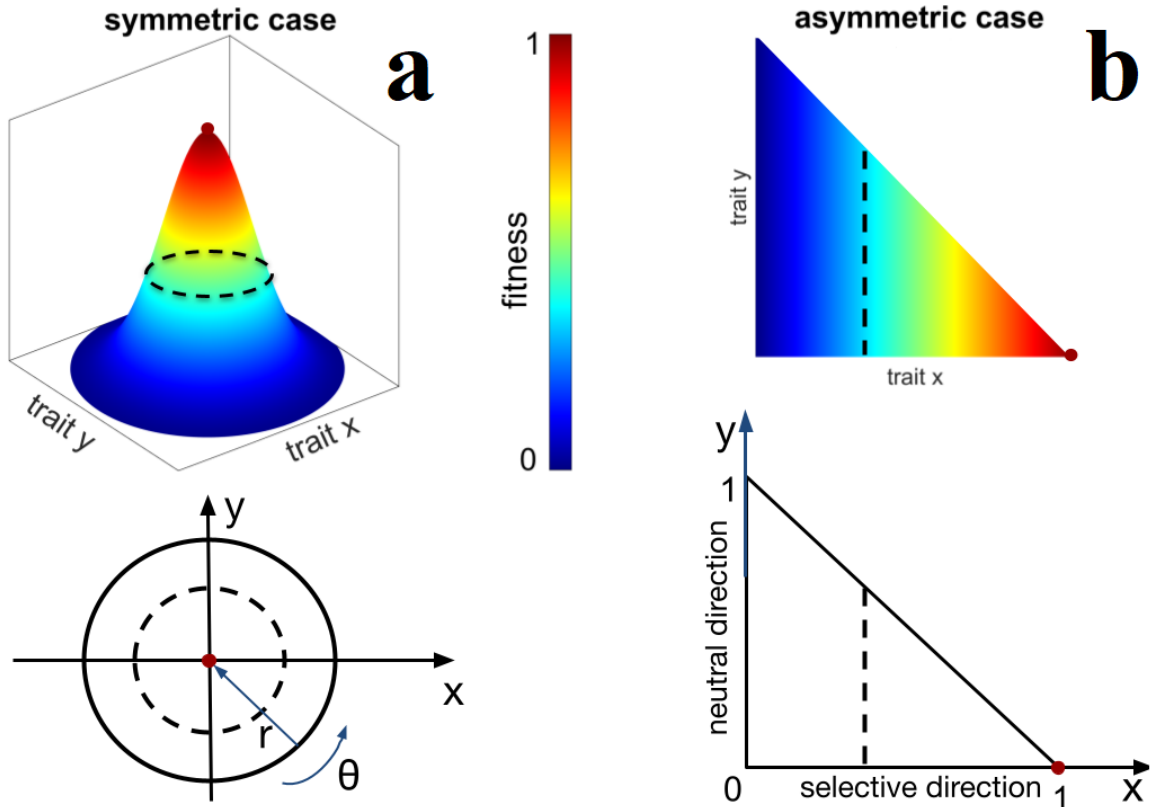 symmetric case
a
trait y
trait x
1
fitness
0
asymmetric case
b
trait y
trait x
y
x
r
θ
y
1
neutral direction
0
selective direction
1
x